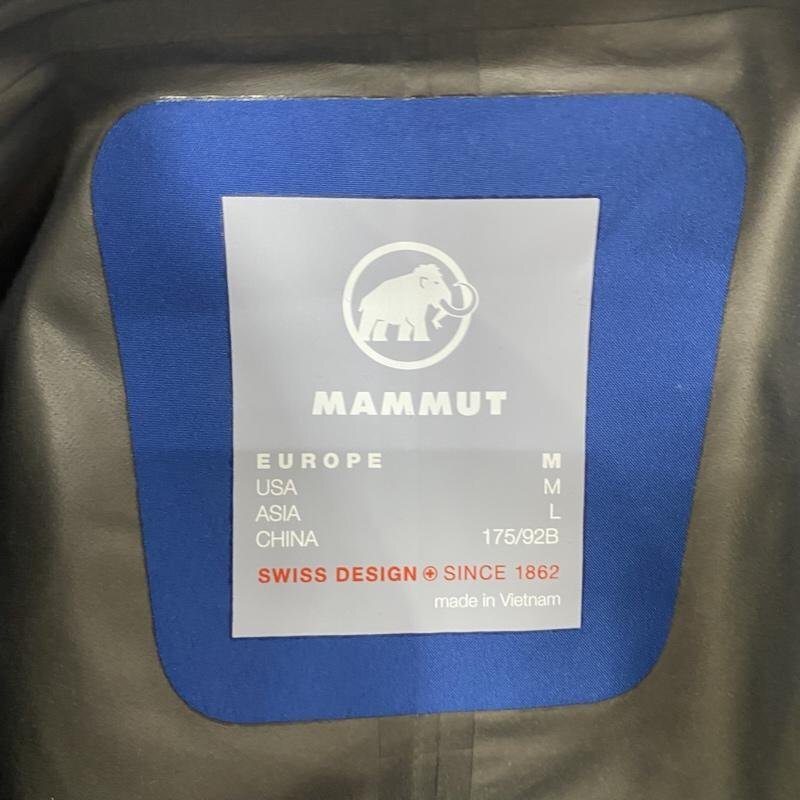 MAMMUT
EUROPE M
USA M
ASIA L
CHINA 175/92B
SWISS DESIGN SINCE 1862
made in Vietnam